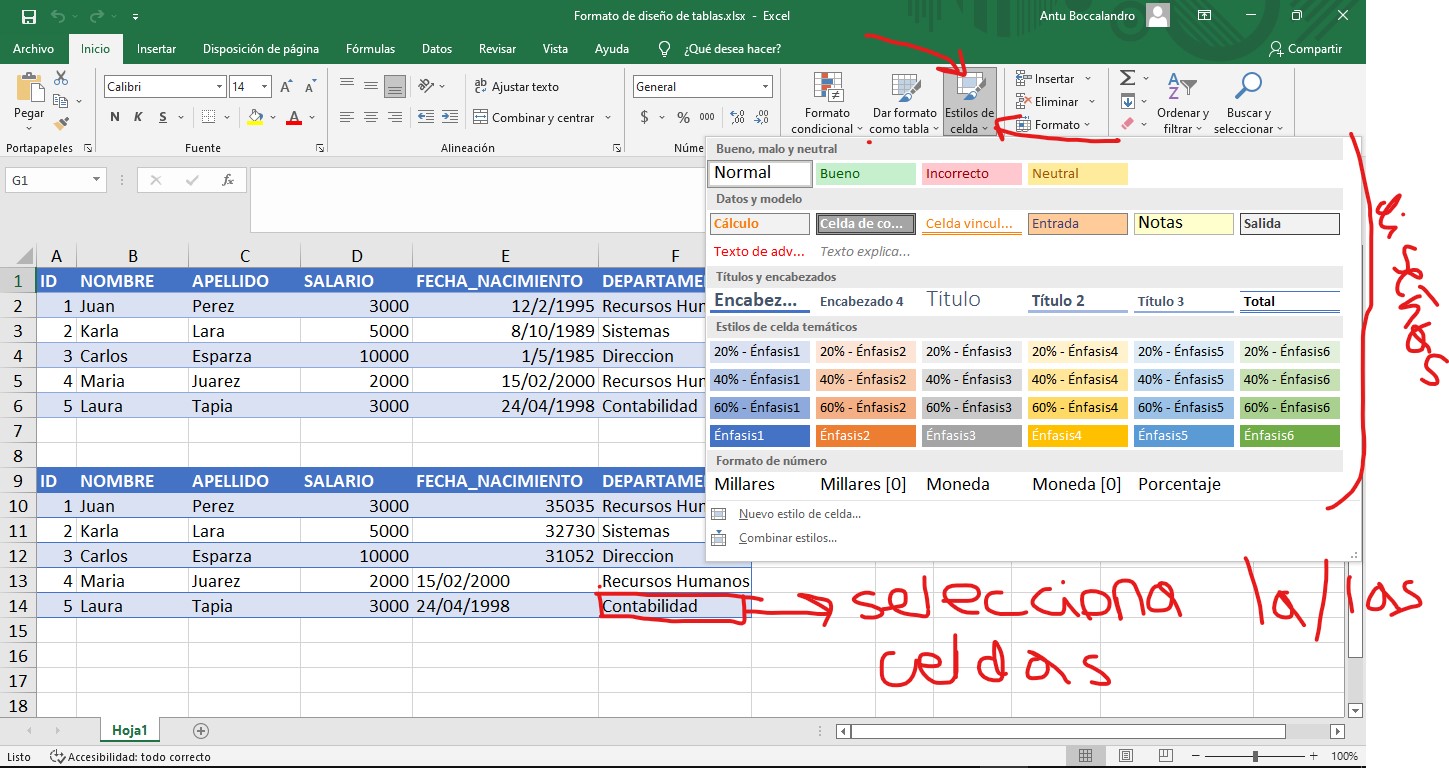 Formato de diseño de tablas.xlsx - Excel
Antu Boccalandro
Archivo Inicio Insertar Disposición de página Fórmulas Datos Revisar Vista Ayuda ¿Qué desea hacer? Compartir
Pegar
Portapapeles
Calibri 14
N K S
Fuente
Ajustar texto
Combinar y centrar
Alineación
General
$ % 000
Núme
Formato condicional
Dar formato como tabla
Estilos de celda
Insertar
Eliminar
Formato
Ordenar y filtrar
Buscar y seleccionar
G1
fx
Bueno, malo y neutral
Normal Bueno Incorrecto Neutral
Datos y modelo
Cálculo Celda de co... Celda vincul... Entrada Notas Salida
Texto de adv... Texto explica...
Títulos y encabezados
Encabez... Encabezado 4 Título Título 2 Título 3 Total
Estilos de celda temáticos
20% - Énfasis1 20% - Énfasis2 20% - Énfasis3 20% - Énfasis4 20% - Énfasis5 20% - Énfasis6
40% - Énfasis1 40% - Énfasis2 40% - Énfasis3 40% - Énfasis4 40% - Énfasis5 40% - Énfasis6
60% - Énfasis1 60% - Énfasis2 60% - Énfasis3 60% - Énfasis4 60% - Énfasis5 60% - Énfasis6
Énfasis1 Énfasis2 Énfasis3 Énfasis4 Énfasis5 Énfasis6
Formato de número
Millares Millares [0] Moneda Moneda [0] Porcentaje
Nuevo estilo de celda...
Combinar estilos...
A B C D E F
1 ID NOMBRE APELLIDO SALARIO FECHA_NACIMIENTO DEPARTAME
2 1 Juan Perez 3000 12/2/1995 Recursos Hur
3 2 Karla Lara 5000 8/10/1989 Sistemas
4 3 Carlos Esparza 10000 1/5/1985 Direccion
5 4 Maria Juarez 2000 15/02/2000 Recursos Hur
6 5 Laura Tapia 3000 24/04/1998 Contabilidad
7
8
9 ID NOMBRE APELLIDO SALARIO FECHA_NACIMIENTO DEPARTAME
10 1 Juan Perez 3000 35035 Recursos Hur
11 2 Karla Lara 5000 32730 Sistemas
12 3 Carlos Esparza 10000 31052 Direccion
13 4 Maria Juarez 2000 15/02/2000 Recursos Humanos
14 5 Laura Tapia 3000 24/04/1998 Contabilidad
15
16
17
18
selecciona la/las
celdas
Hoja1
Listo Accesibilidad: todo correcto 100%